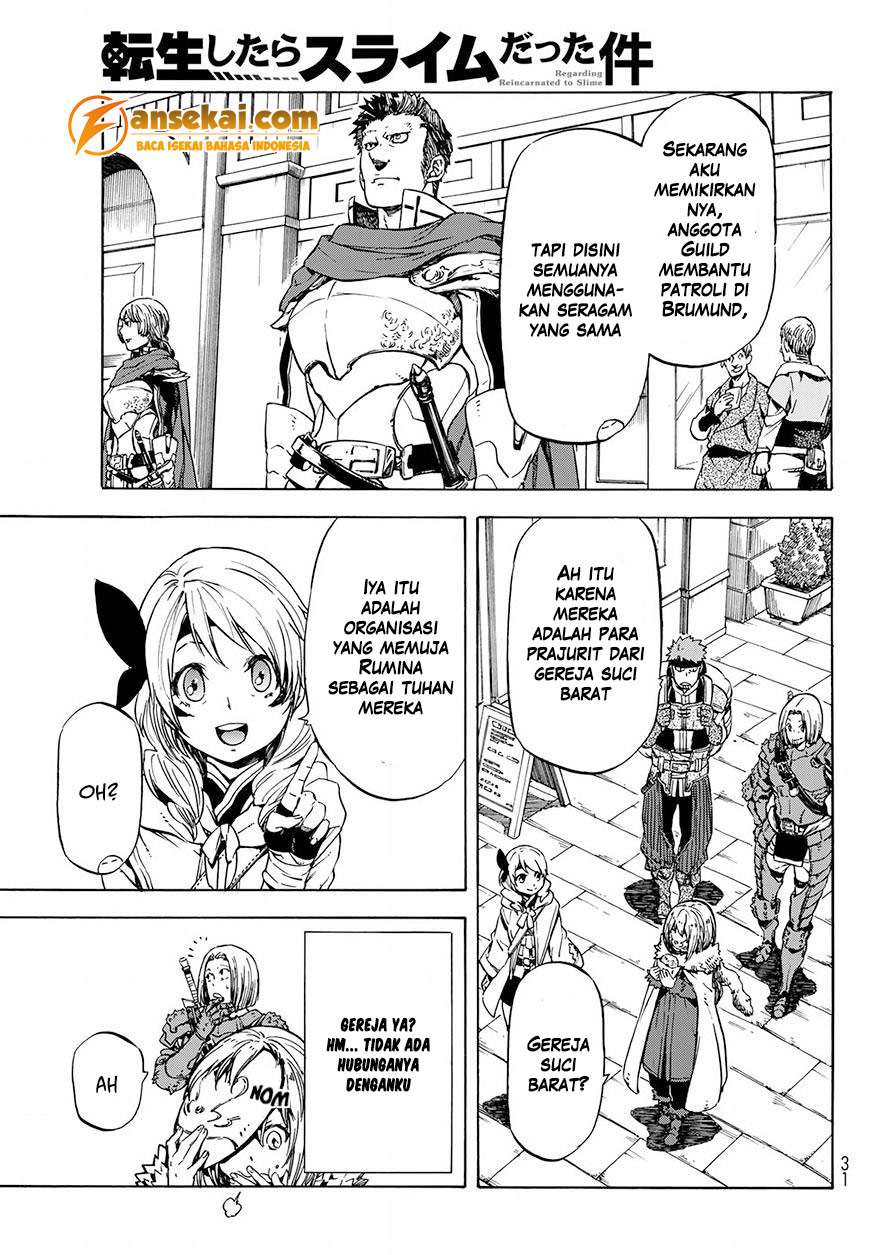 転生したらスライムだった件
Regarding
Reincarnated to Slime
ansekai.com
BACA ISEKAI BAHASA INDONESIA
SEKARANG
AKU
MEMIKIRKAN
NYA,
ANGGOTA
GUILD
MEMBANTU
PATROLI DI
BRUMUND,
TAPI DISINI
SEMUANYA
MENGGUNA-
KAN SERAGAM
YANG SAMA
AH ITU
KARENA
MEREKA
ADALAH PARA
PRAJURIT DARI
GEREJA SUCI
BARAT
GEREJA
SUCI
BARAT?
IYA ITU
ADALAH
ORGANISASI
YANG MEMUJA
RUMINA
SEBAGAI TUHAN
MEREKA
OH?
GEREJA YA?
HM... TIDAK ADA
HUBUNGANYA
DENGANKU
NOM
AH
31